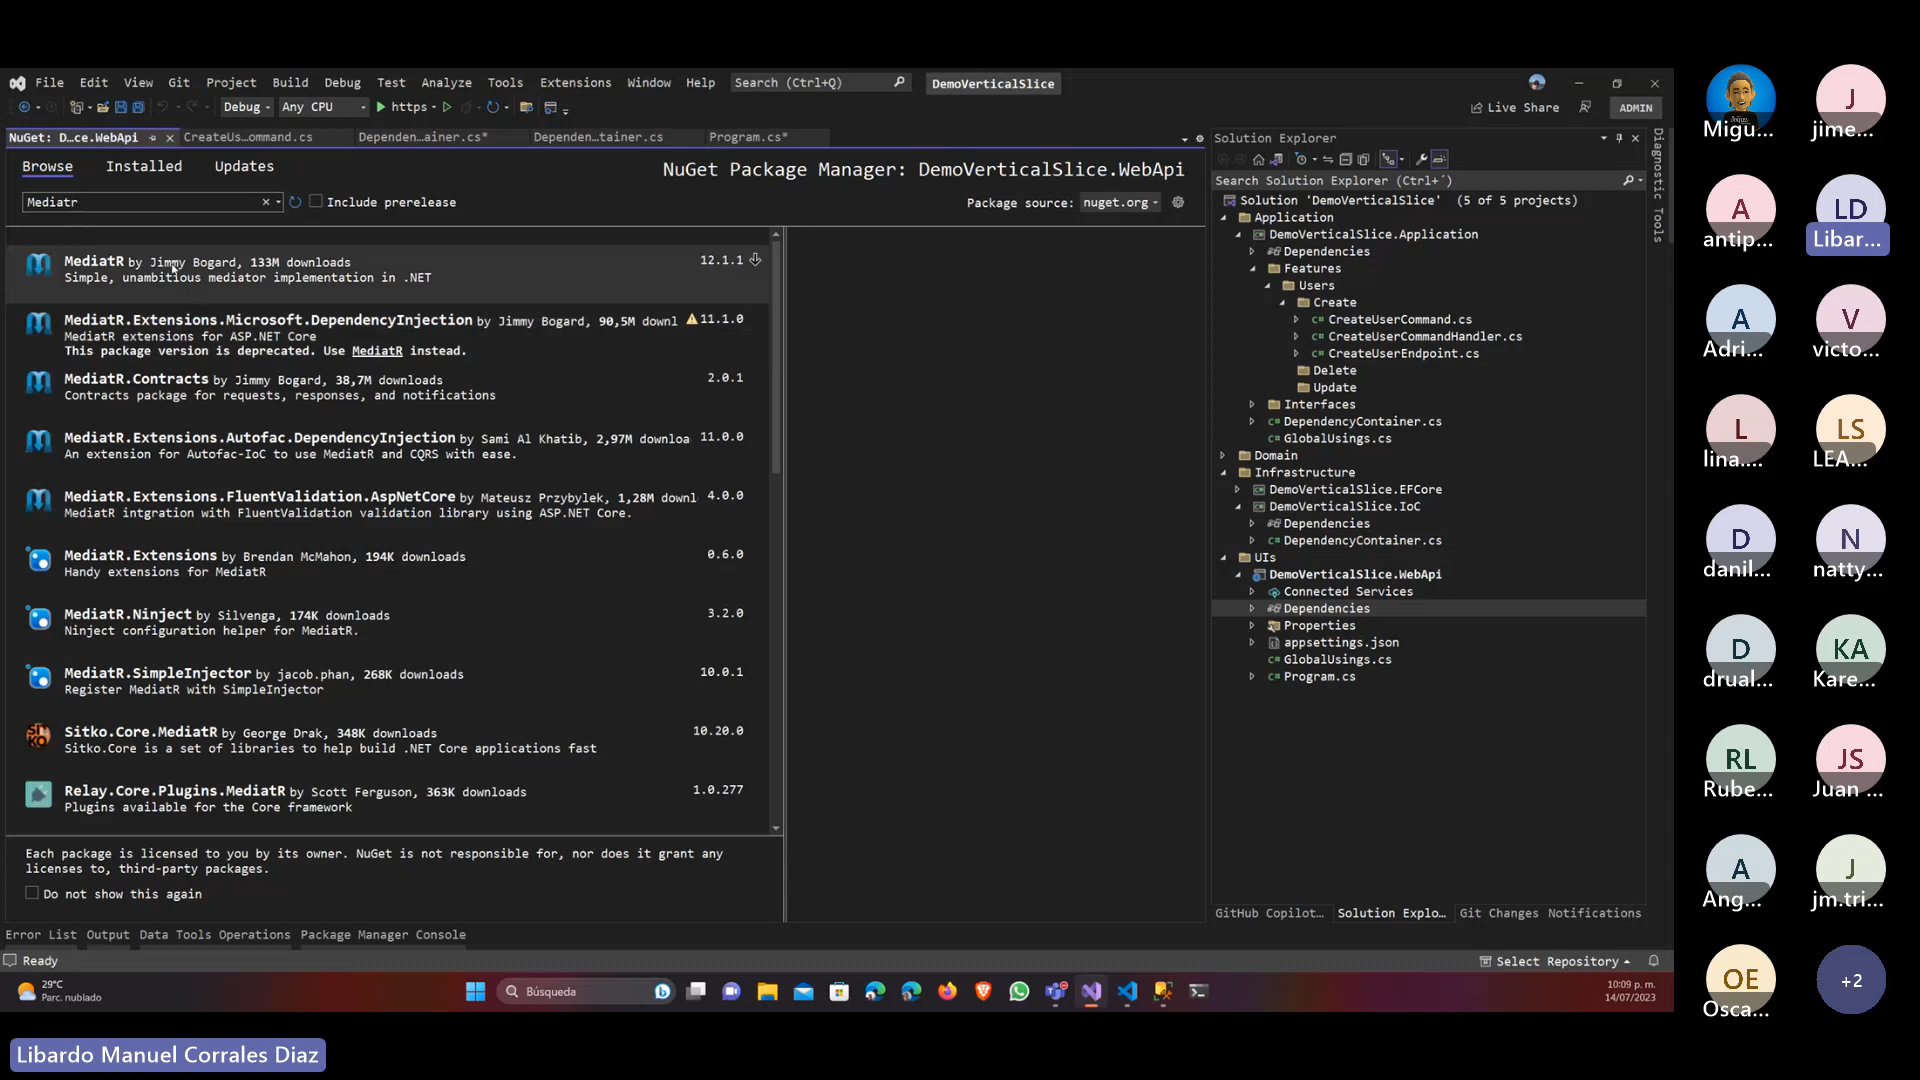 File Edit View Git Project Build Debug Test Analyze Tools Extensions Window Help Search (Ctrl+Q) DemoVerticalSlice
Debug Any CPU https Live Share ADMIN
NuGet: D...ce.WebApi CreateUs...ommand.cs Dependen...ainer.cs* Dependen...tainer.cs Program.cs*
Browse Installed Updates
NuGet Package Manager: DemoVerticalSlice.WebApi
Mediatr Include prerelease
Package source: nuget.org
MediatR by Jimmy Bogard, 133M downloads 12.1.1
Simple, unambitious mediator implementation in .NET
MediatR.Extensions.Microsoft.DependencyInjection by Jimmy Bogard, 90,5M downl 11.1.0
MediatR extensions for ASP.NET Core
This package version is deprecated. Use MediatR instead.
MediatR.Contracts by Jimmy Bogard, 38,7M downloads 2.0.1
Contracts package for requests, responses, and notifications
MediatR.Extensions.Autofac.DependencyInjection by Sami Al Khatib, 2,97M downloa 11.0.0
An extension for Autofac-IoC to use MediatR and CQRS with ease.
MediatR.Extensions.FluentValidation.AspNetCore by Mateusz Przybylek, 1,28M downl 4.0.0
MediatR intgration with FluentValidation validation library using ASP.NET Core.
MediatR.Extensions by Brendan McMahon, 194K downloads 0.6.0
Handy extensions for MediatR
MediatR.Ninject by Silvenga, 174K downloads 3.2.0
Ninject configuration helper for MediatR.
MediatR.SimpleInjector by jacob.phan, 268K downloads 10.0.1
Register MediatR with SimpleInjector
Sitko.Core.MediatR by George Drak, 348K downloads 10.20.0
Sitko.Core is a set of libraries to help build .NET Core applications fast
Relay.Core.Plugins.MediatR by Scott Ferguson, 363K downloads 1.0.277
Plugins available for the Core framework
Each package is licensed to you by its owner. NuGet is not responsible for, nor does it grant any
licenses to, third-party packages.
Do not show this again
Solution Explorer
Search Solution Explorer (Ctrl+´)
Solution 'DemoVerticalSlice' (5 of 5 projects)
Application
DemoVerticalSlice.Application
Dependencies
Features
Users
Create
CreateUserCommand.cs
CreateUserCommandHandler.cs
CreateUserEndpoint.cs
Delete
Update
Interfaces
DependencyContainer.cs
GlobalUsings.cs
Domain
Infrastructure
DemoVerticalSlice.EFCore
DemoVerticalSlice.IoC
Dependencies
DependencyContainer.cs
UIs
DemoVerticalSlice.WebApi
Connected Services
Dependencies
Properties
appsettings.json
GlobalUsings.cs
Program.cs
GitHub Copilot... Solution Explo... Git Changes Notifications
Diagnostic Tools
Error List Output Data Tools Operations Package Manager Console
Ready
Select Repository
29°C
Parc. nublado
Búsqueda
10:09 p. m.
14/07/2023
Migu...
J
jime...
A
antip...
LD
Libar...
A
Adri...
V
victo...
L
lina....
LS
LEA...
D
danil...
N
natty...
D
drual...
KA
Kare...
RL
Rube...
JS
Juan ...
A
Ang...
J
jm.tri...
OE
Osca...
+2
Libardo Manuel Corrales Diaz